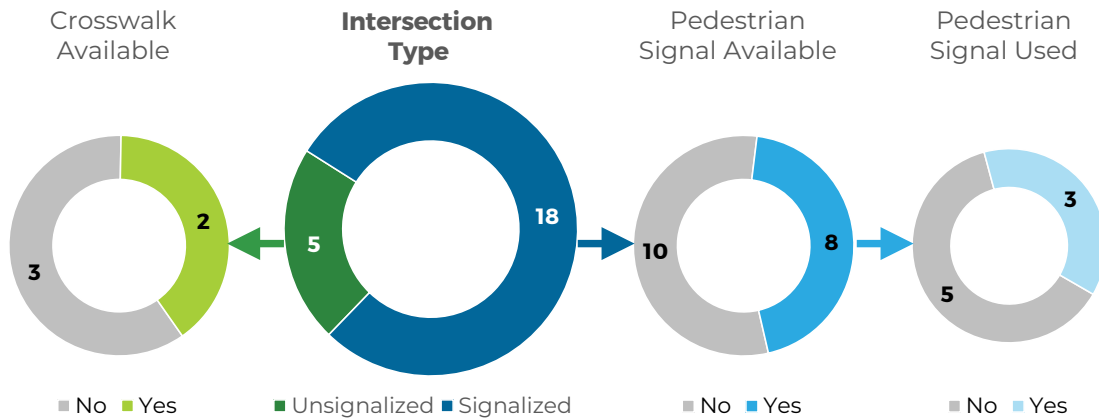 Crosswalk
Available
Intersection
Type
Pedestrian
Signal Available
Pedestrian
Signal Used
3
2
5
18
10
8
5
3
No Yes
Unsignalized Signalized
No Yes
No Yes